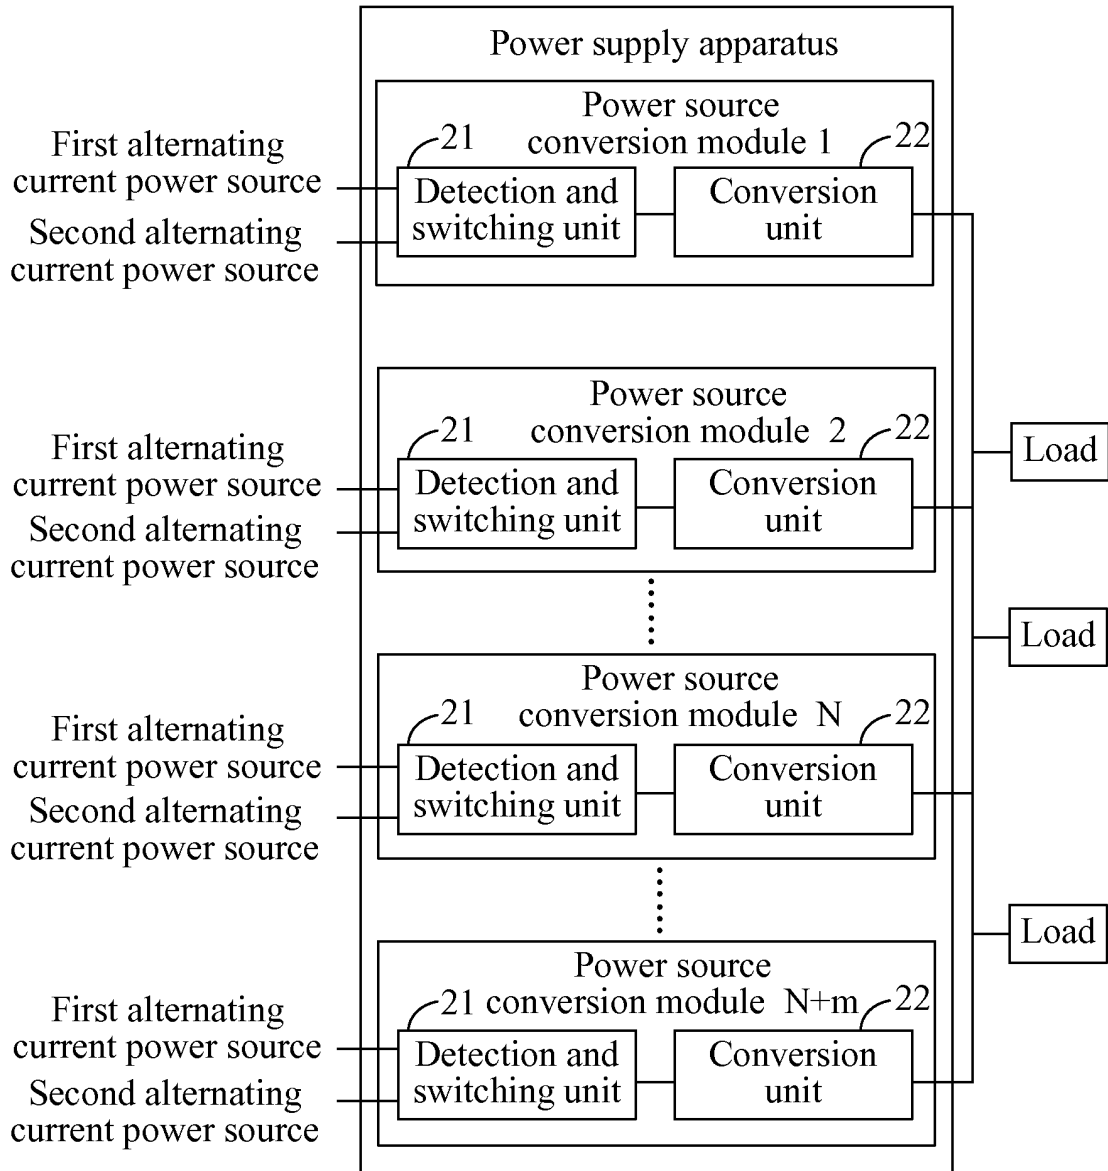 Power supply apparatus
Power source
conversion module 1
21
22
First alternating
current power source
Second alternating
current power source
Detection and
switching unit
Conversion
unit
Power source
conversion module 2
21
22
First alternating
current power source
Second alternating
current power source
Detection and
switching unit
Conversion
unit
Load
Load
Power source
conversion module N
21
22
First alternating
current power source
Second alternating
current power source
Detection and
switching unit
Conversion
unit
Load
Power source
conversion module N+m
21
22
First alternating
current power source
Second alternating
current power source
Detection and
switching unit
Conversion
unit